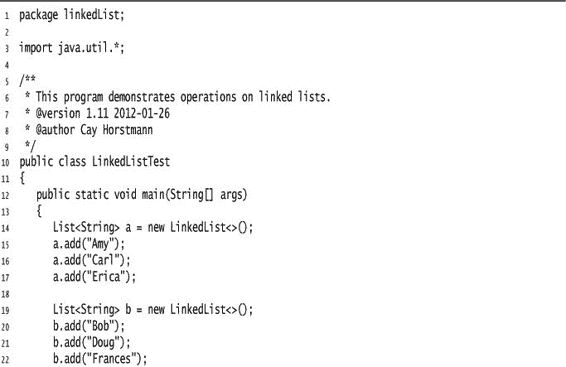 1 package linkedList;
2
3 import java.util.*;
4
5 /**
6  * This program demonstrates operations on linked lists.
7  * @version 1.11 2012-01-26
8  * @author Cay Horstmann
9  */
10 public class LinkedListTest
11 {
12    public static void main(String[] args)
13    {
14       List<String> a = new LinkedList<>();
15       a.add("Amy");
16       a.add("Carl");
17       a.add("Erica");
18
19       List<String> b = new LinkedList<>();
20       b.add("Bob");
21       b.add("Doug");
22       b.add("Frances");